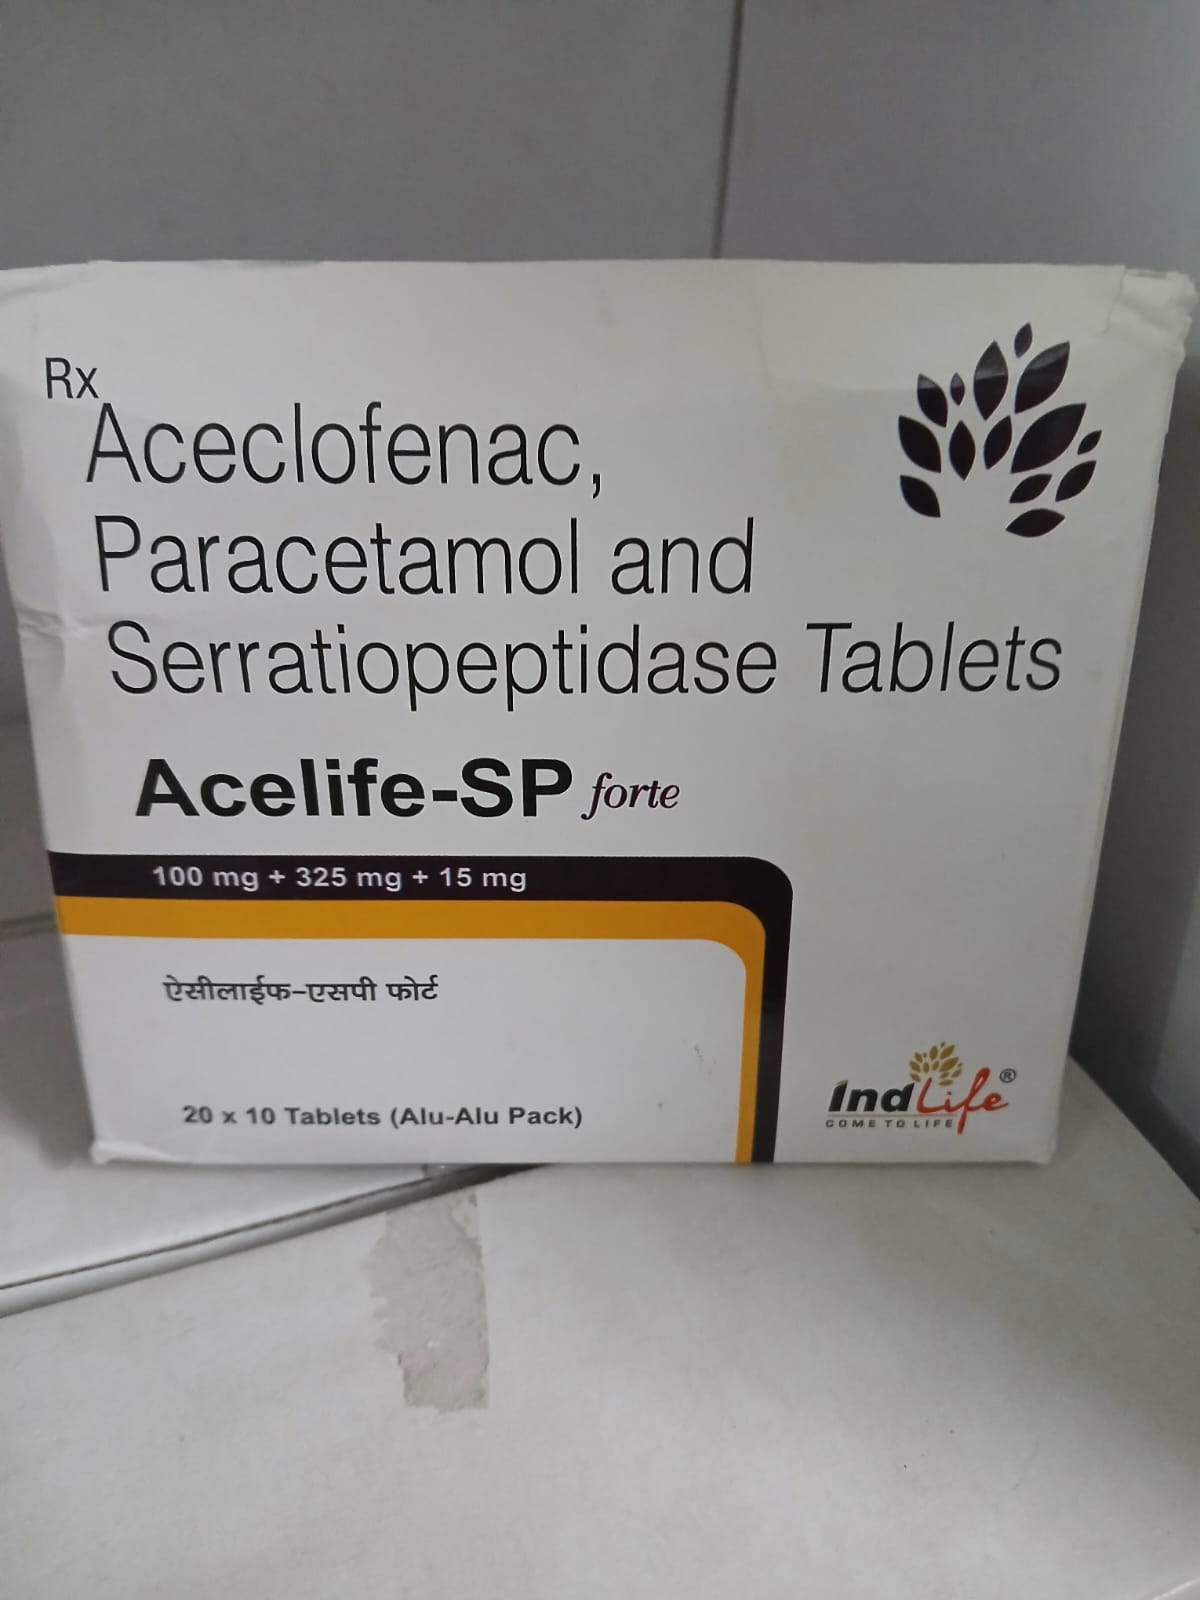 Rx
Aceclofenac,
Paracetamol and
Serratiopeptidase Tablets
Acelife-SP forte
100 mg + 325 mg + 15 mg
ऐसीलाईफ-एसपी फोर्ट
20 x 10 Tablets (Alu-Alu Pack)
IndLife®
COME TO LIFE